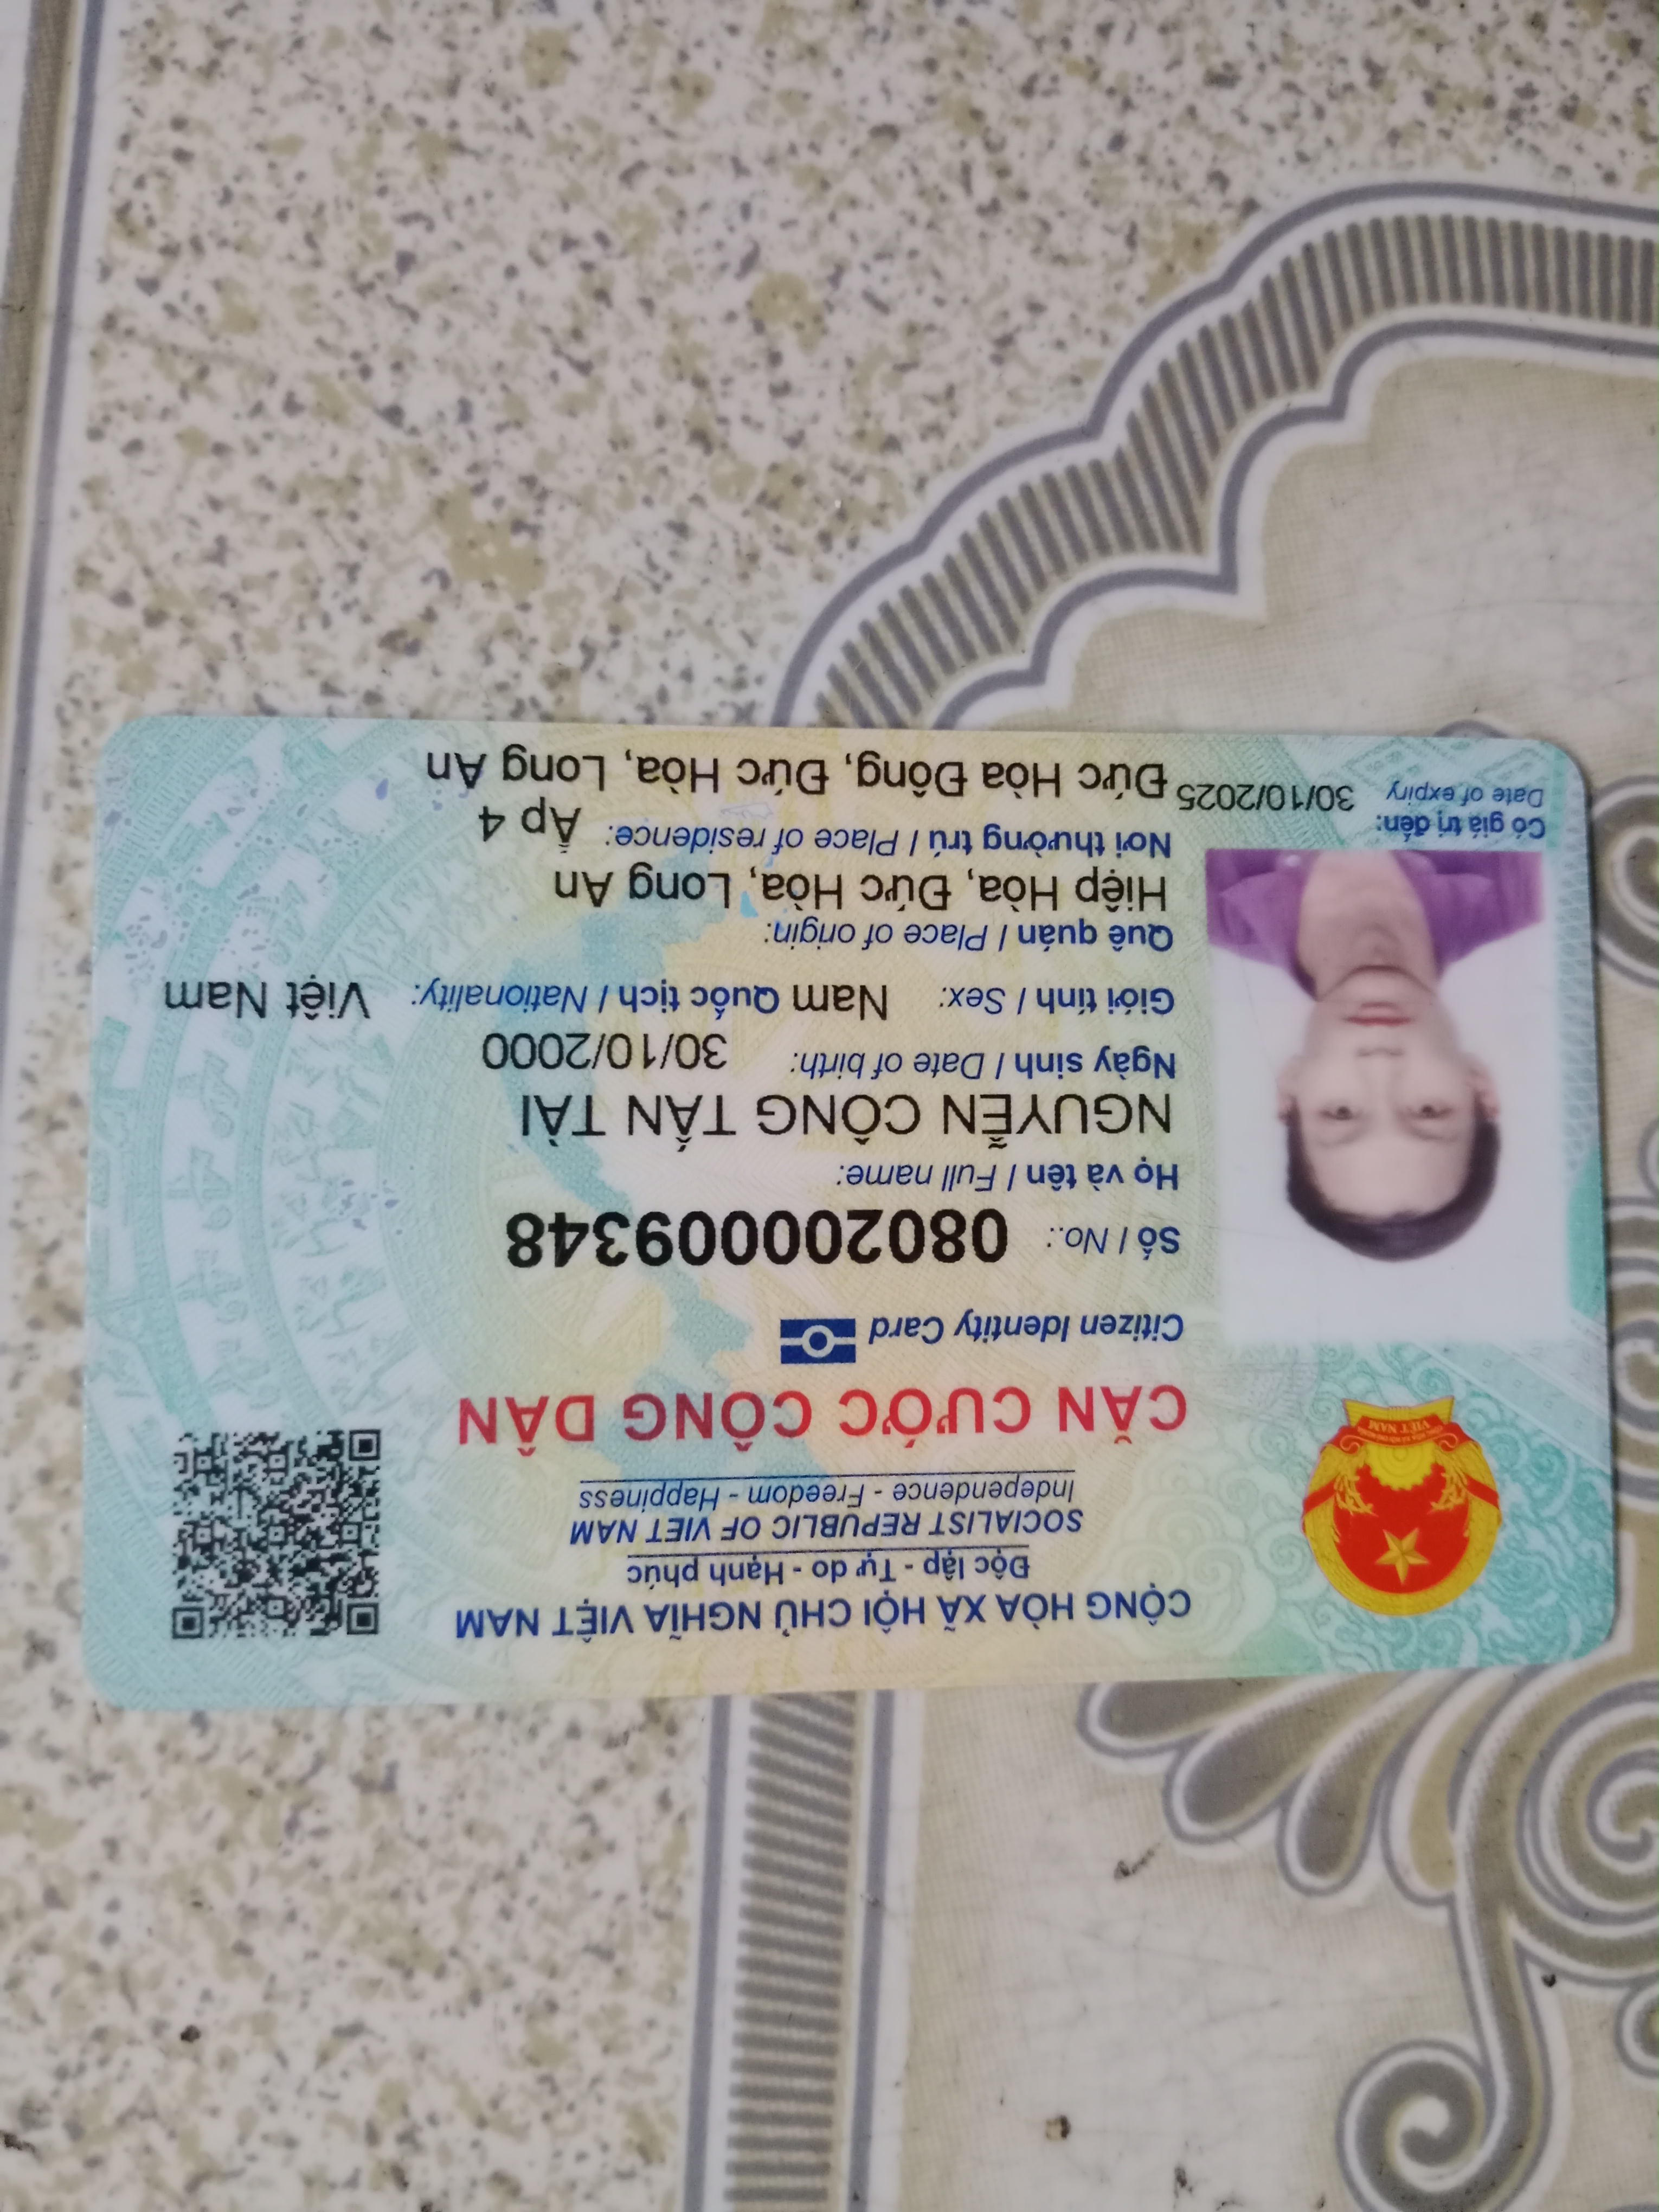 CỘNG HÒA XÃ HỘI CHỦ NGHĨA VIỆT NAM
Độc lập - Tự do - Hạnh phúc
SOCIALIST REPUBLIC OF VIET NAM
Independence - Freedom - Happiness
CĂN CƯỚC CÔNG DÂN
Citizen Identity Card
Số / No.: 080200009348
Họ và tên / Full name:
NGUYỄN CÔNG TẤN TÀI
Ngày sinh / Date of birth: 30/10/2000
Giới tính / Sex: Nam Quốc tịch / Nationality: Việt Nam
Quê quán / Place of origin:
Hiệp Hòa, Đức Hòa, Long An
Nơi thường trú / Place of residence: Ấp 4
Đức Hòa Đông, Đức Hòa, Long An
Có giá trị đến: 30/10/2025
Date of expiry
VIỆT NAM